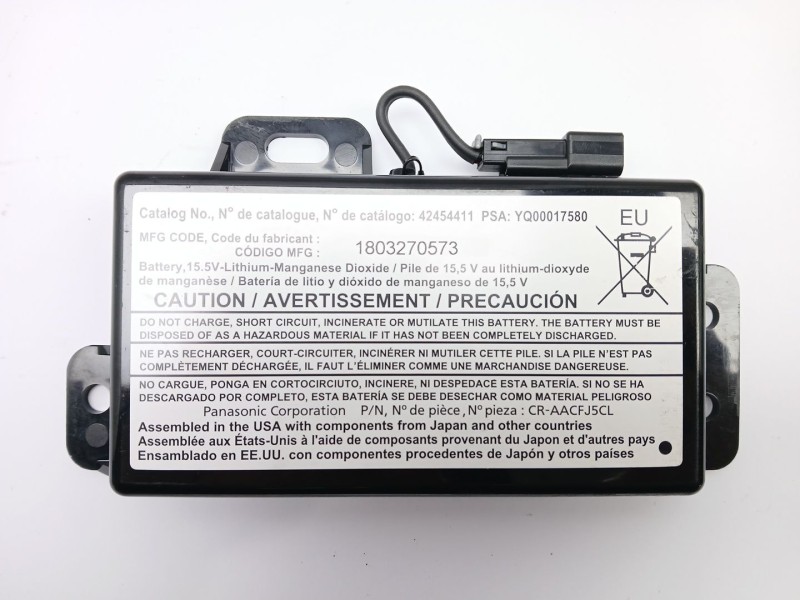 Catalog No., N° de catalogue, N° de catálogo: 42454411 PSA: YQ00017580
EU
MFG CODE, Code du fabricant :
CÓDIGO MFG : 1803270573
Battery,15.5V-Lithium-Manganese Dioxide / Pile de 15,5 V au lithium-dioxyde
de manganèse / Batería de litio y dióxido de manganeso de 15,5 V
CAUTION / AVERTISSEMENT / PRECAUCIÓN
DO NOT CHARGE, SHORT CIRCUIT, INCINERATE OR MUTILATE THIS BATTERY. THE BATTERY MUST BE
DISPOSED OF AS A HAZARDOUS MATERIAL IF IT HAS NOT BEEN COMPLETELY DISCHARGED.
NE PAS RECHARGER, COURT-CIRCUITER, INCINÉRER NI MUTILER CETTE PILE. SI LA PILE N'EST PAS
COMPLÈTEMENT DÉCHARGÉE, IL FAUT L'ÉLIMINER COMME UNE MARCHANDISE DANGEREUSE.
NO CARGUE, PONGA EN CORTOCIRCIUTO, INCINERE, NI DESPEDACE ESTA BATERÍA. SI NO SE HA
DESCARGADO POR COMPLETO, ESTA BATERÍA SE DEBE DESECHAR COMO MATERIAL PELIGROSO
Panasonic Corporation P/N, N° de pièce, N° pieza : CR-AACFJ5CL
Assembled in the USA with components from Japan and other countries
Assemblée aux États-Unis à l'aide de composants provenant du Japon et d'autres pays
Ensamblado en EE.UU. con componentes procedentes de Japón y otros países